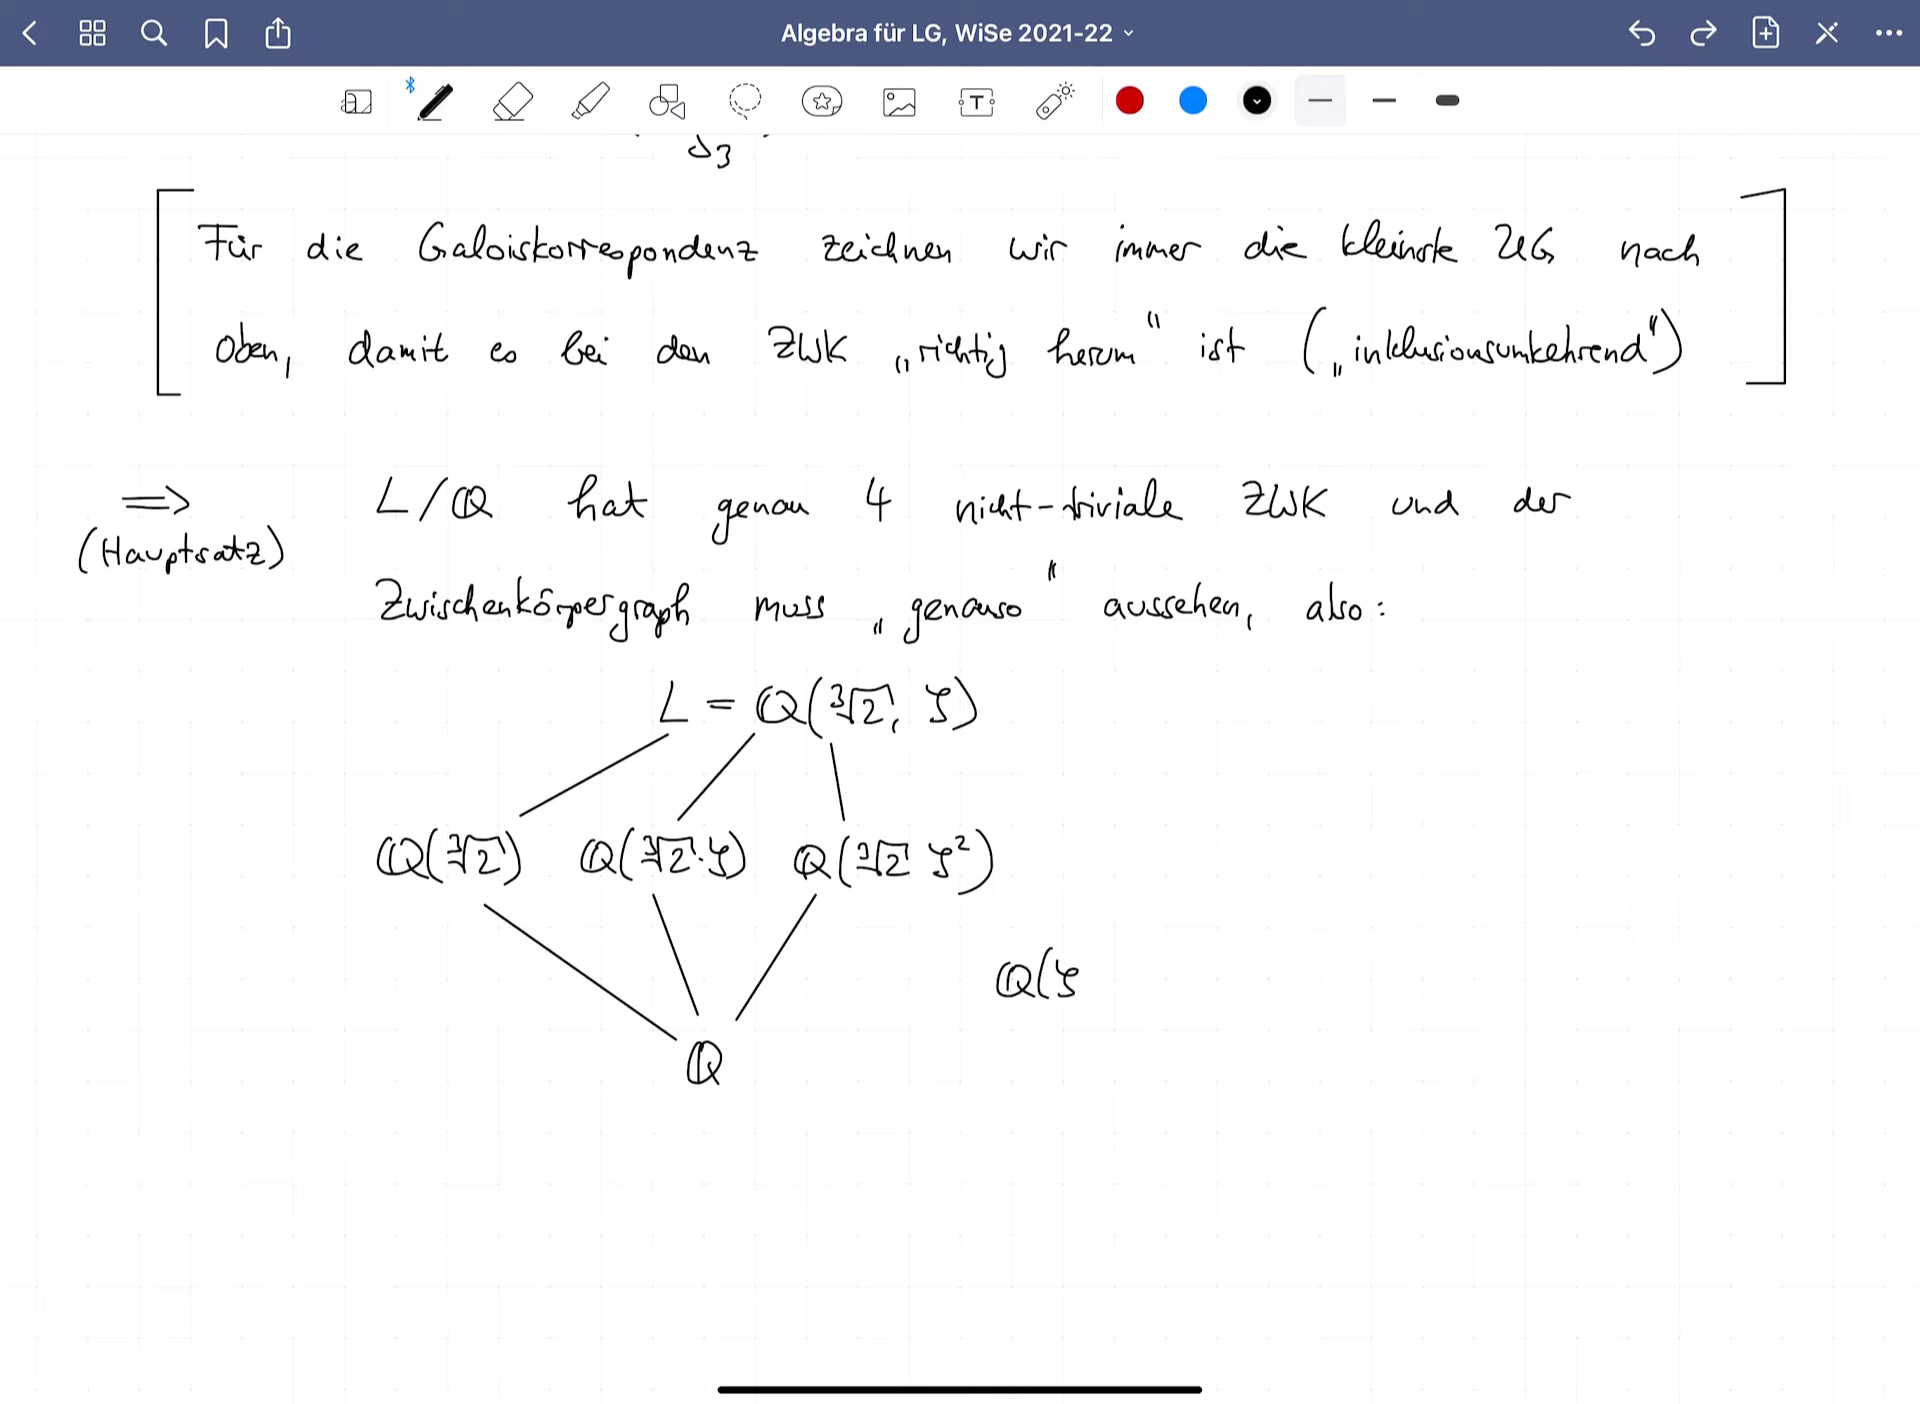 Algebra für LG, WiSe 2021-22
S3
Für die Galoiskorrespondenz zeichnen wir immer die kleinste UG nach
oben, damit es bei den ZWK „richtig herum" ist („inklusionsumkehrend")
=> L/ℚ hat genau 4 nicht-triviale ZWK und der
(Hauptsatz)
Zwischenkörpergraph muss „genauso" aussehen, also:
L = ℚ(∛2, ζ)
ℚ(∛2) ℚ(∛2·ζ) ℚ(∛2 ζ²)
ℚ(ζ
ℚ